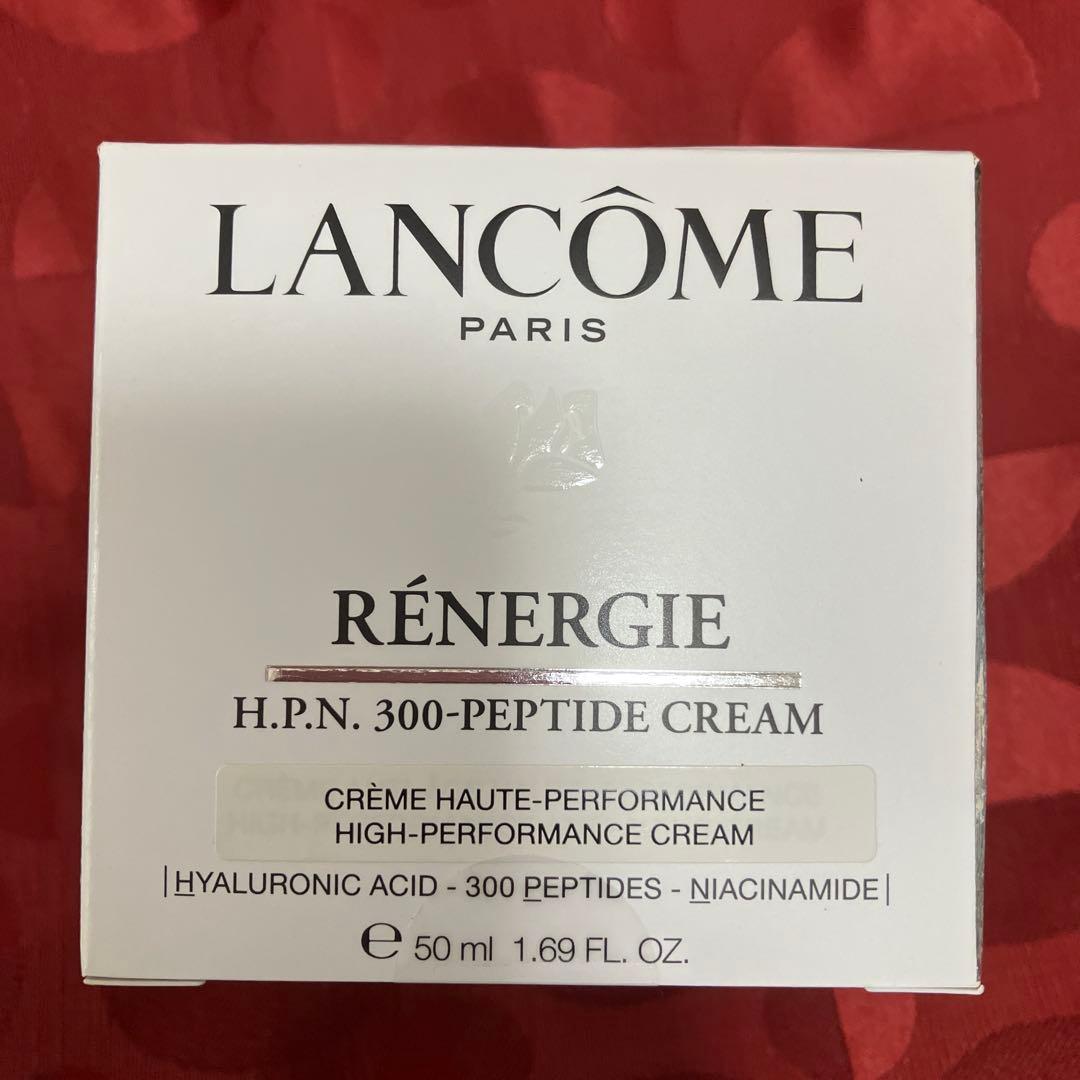 LANCÔME
PARIS
RÉNERGIE
H.P.N. 300-PEPTIDE CREAM
CRÈME HAUTE-PERFORMANCE
HIGH-PERFORMANCE CREAM
|HYALURONIC ACID - 300 PEPTIDES - NIACINAMIDE|
℮ 50 ml 1.69 FL. OZ.